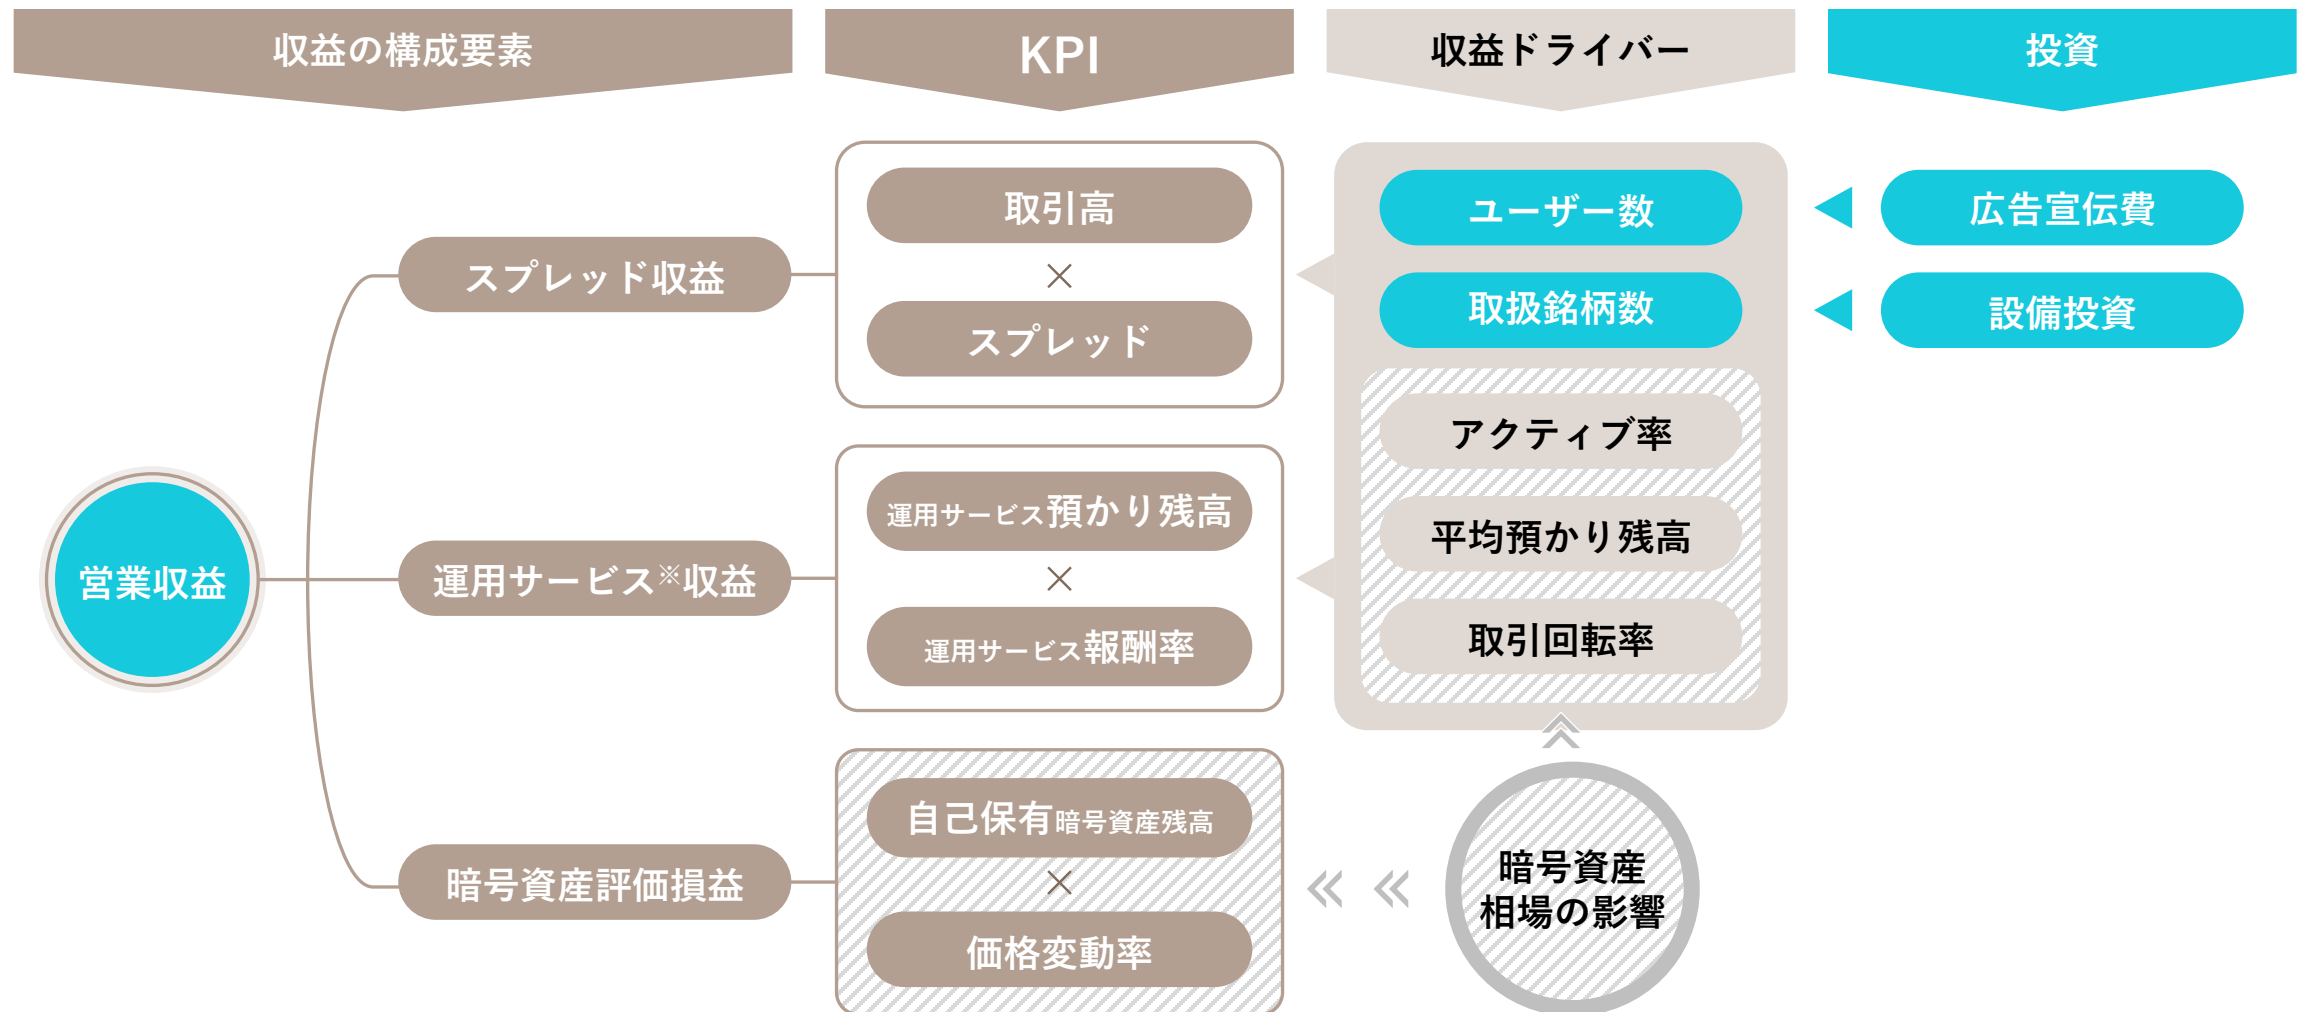 収益の構成要素
KPI
収益ドライバー
投資
営業収益
スプレッド収益
取引高
×
スプレッド
運用サービス※収益
運用サービス預かり残高
×
運用サービス報酬率
暗号資産評価損益
自己保有暗号資産残高
×
価格変動率
ユーザー数
取扱銘柄数
アクティブ率
平均預かり残高
取引回転率
暗号資産
相場の影響
広告宣伝費
設備投資